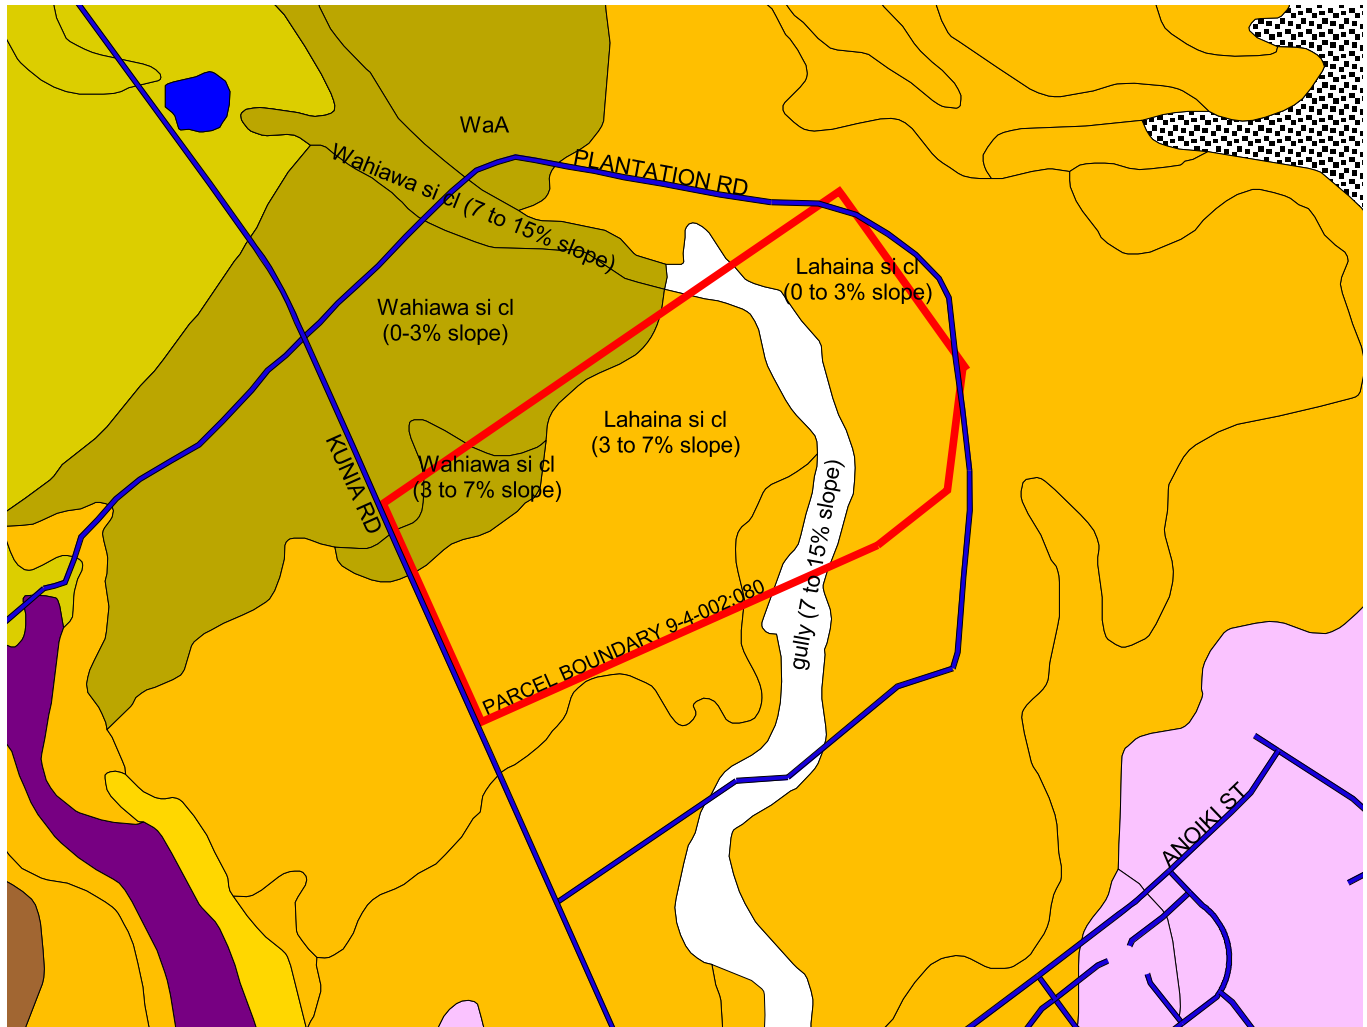 WaA
PLANTATION RD
Wahiawa si cl (7 to 15% slope)
Lahaina si cl
(0 to 3% slope)
Wahiawa si cl
(0-3% slope)
Lahaina si cl
(3 to 7% slope)
KUNIA RD
Wahiawa si cl
(3 to 7% slope)
gully (7 to 15% slope)
PARCEL BOUNDARY 9-4-002:080
ANOIKI ST